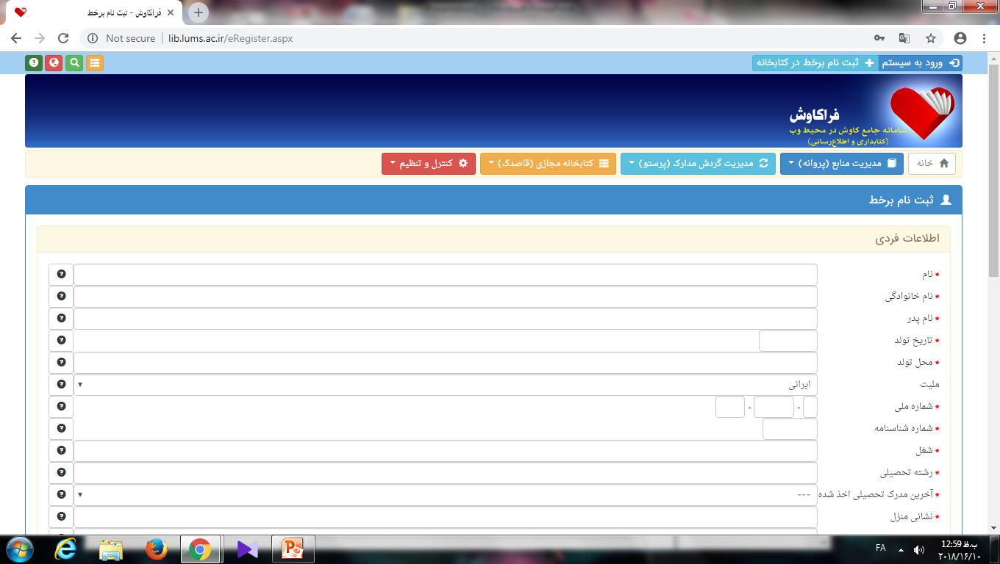 فراکاوش - ثبت نام برخط
Not secure | lib.lums.ac.ir/eRegister.aspx
ورود به سیستم
ثبت نام برخط در کتابخانه
فراکاوش
سامانه جامع کاوش در محیط وب
(کتابداری و اطلاع‌رسانی)
خانه
مدیریت منابع (پروانه)
مدیریت گردش مدارک (پرستو)
کتابخانه مجازی (قاصدک)
کنترل و تنظیم
ثبت نام برخط
اطلاعات فردی
* نام
* نام خانوادگی
* نام پدر
* تاریخ تولد
* محل تولد
ملیت
ایرانی
* شماره ملی
- -
* شماره شناسنامه
* شغل
* رشته تحصیلی
* آخرین مدرک تحصیلی اخذ شده
---
* نشانی منزل
FA
12:59 ب.ظ
۲۰۱۸/۱۶/۱۰